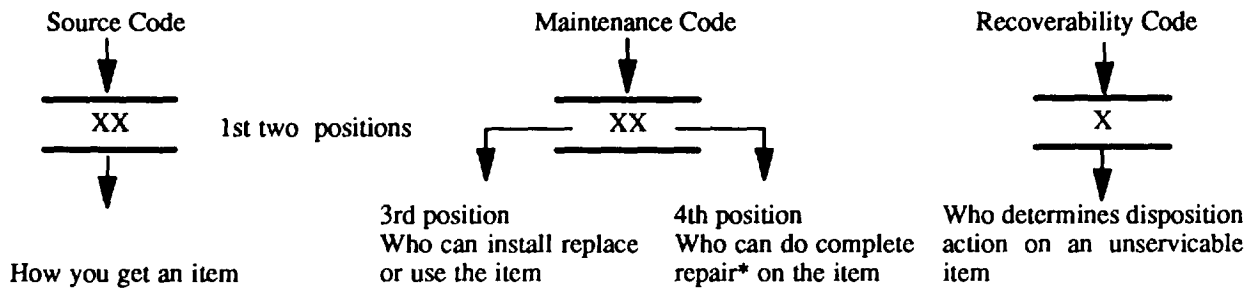 Source Code
Maintenance Code
Recoverability Code
XX
1st two positions
XX
X
How you get an item
3rd position
Who can install replace
or use the item
4th position
Who can do complete
repair* on the item
Who determines disposition
action on an unservicable
item